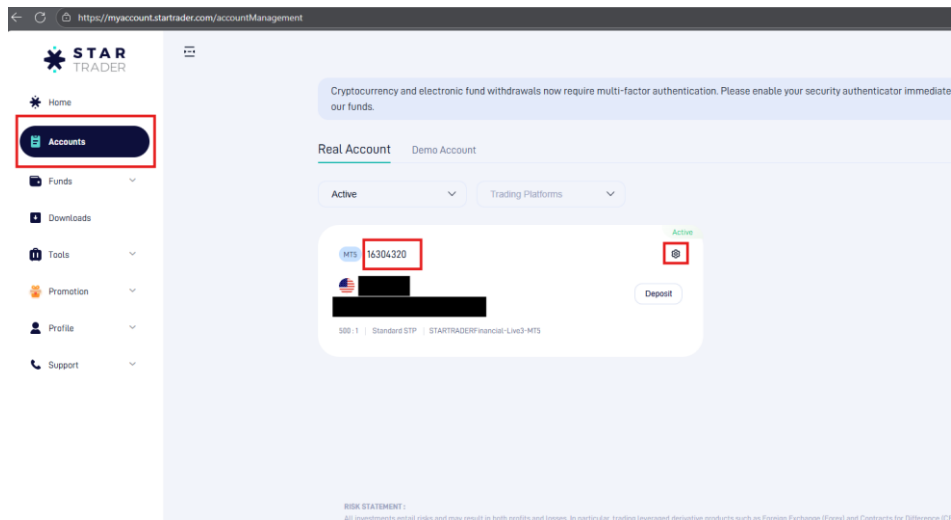 https://myaccount.startrader.com/accountManagement
STAR
TRADER
Home
Accounts
Funds
Downloads
Tools
Promotion
Profile
Support
Cryptocurrency and electronic fund withdrawals now require multi-factor authentication. Please enable your security authenticator immediate
our funds.
Real Account Demo Account
Active Trading Platforms
Active
MT5 16304320
Deposit
500 : 1 | Standard STP | STARTRADERFinancial-Live3-MT5
RISK STATEMENT :
All investments entail risks and may result in both profits and losses. In particular, trading leveraged derivative products such as Foreign Exchange (Forex) and Contracts for Difference (CF